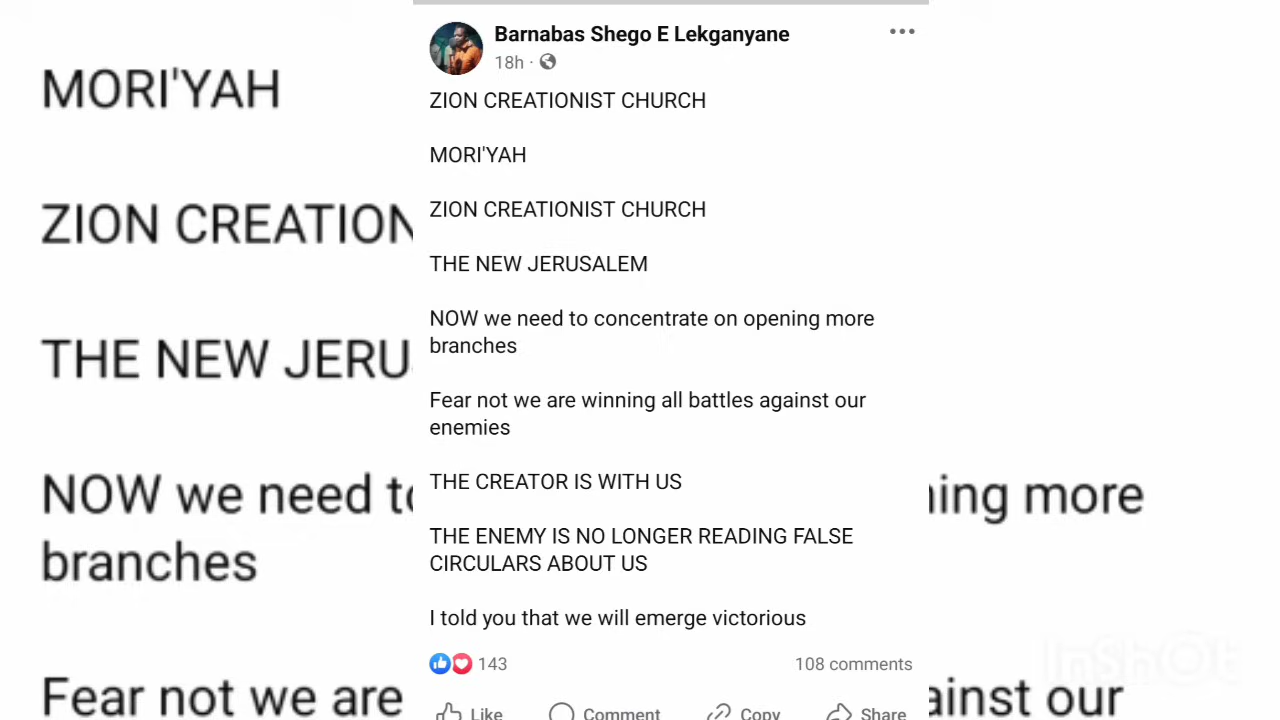 Barnabas Shego E Lekganyane
18h ·
ZION CREATIONIST CHURCH
MORI'YAH
ZION CREATIONIST CHURCH
THE NEW JERUSALEM
NOW we need to concentrate on opening more
branches
Fear not we are winning all battles against our
enemies
THE CREATOR IS WITH US
THE ENEMY IS NO LONGER READING FALSE
CIRCULARS ABOUT US
I told you that we will emerge victorious
143
108 comments
Like
Comment
Copy
Share
MORI'YAH
ZION CREATION
THE NEW JERU
NOW we need to
ning more
branches
Fear not we are
ainst our
InShOt